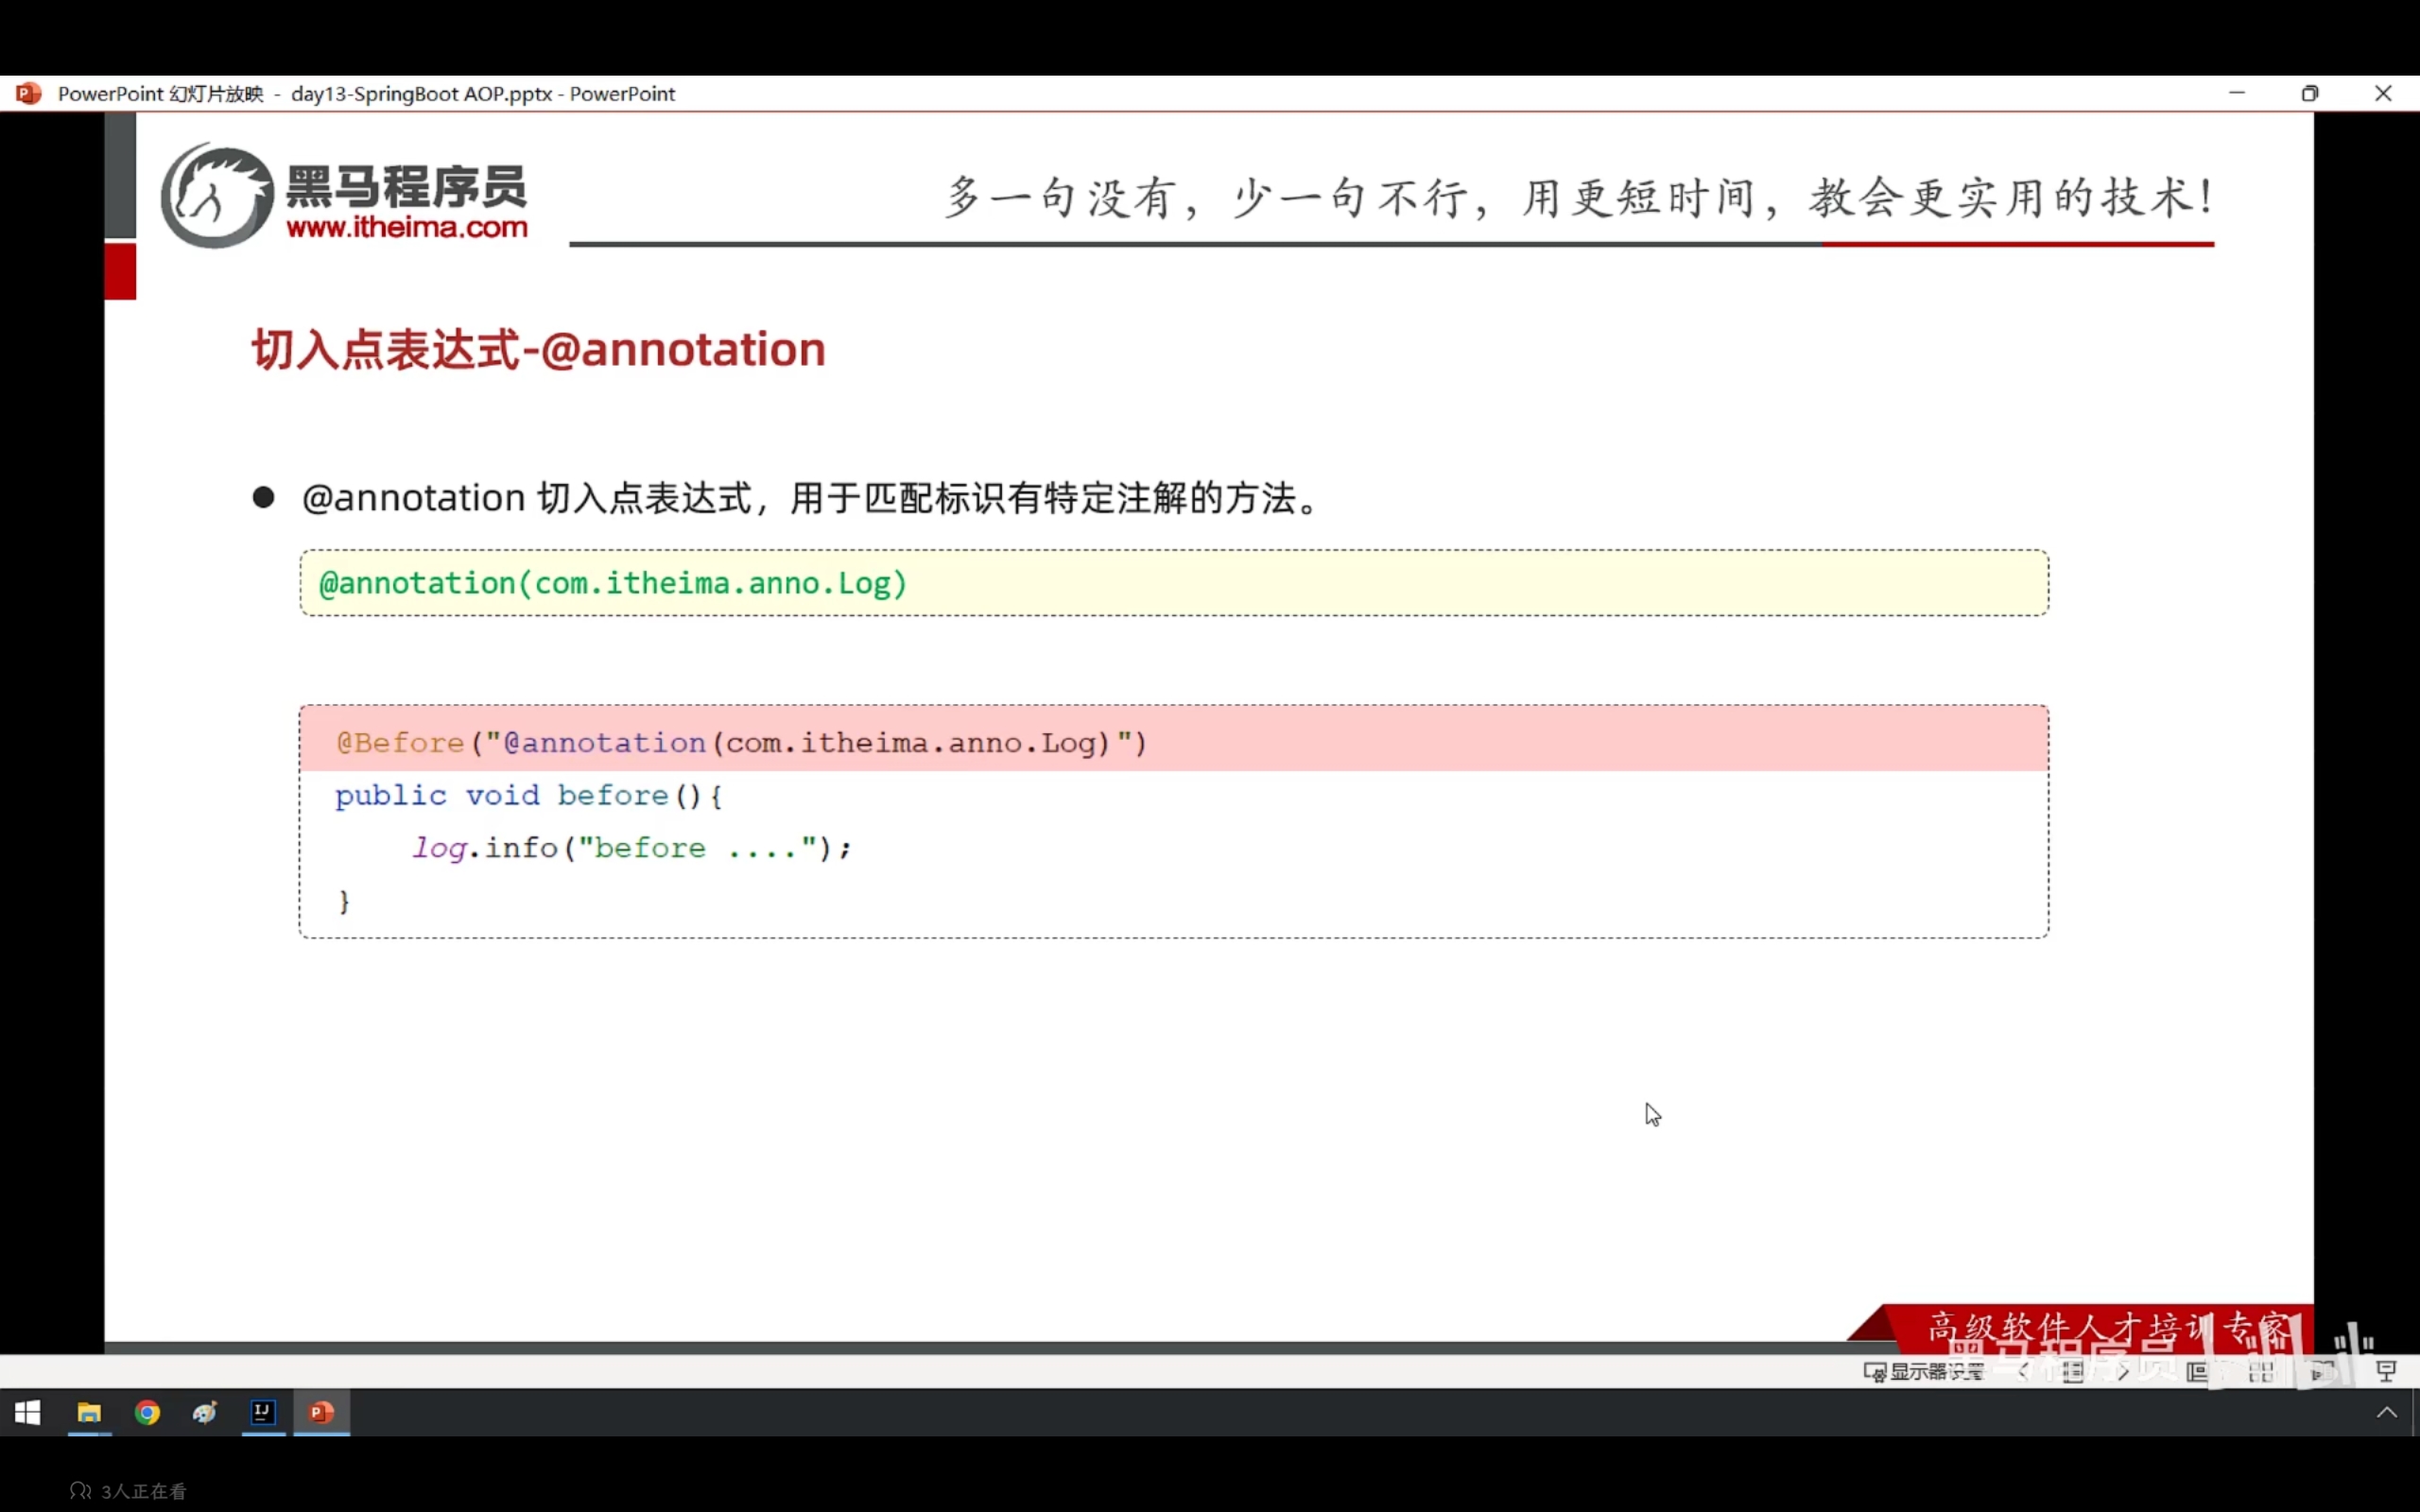 PowerPoint 幻灯片放映 - day13-SpringBoot AOP.pptx - PowerPoint
黑马程序员
www.itheima.com
多一句没有，少一句不行，用更短时间，教会更实用的技术！
切入点表达式-@annotation
● @annotation 切入点表达式，用于匹配标识有特定注解的方法。
@annotation(com.itheima.anno.Log)
@Before("@annotation(com.itheima.anno.Log)")
public void before(){
log.info("before ....");
}
高级软件人才培训专家
黑马程序员
显示器设置
3人正在看